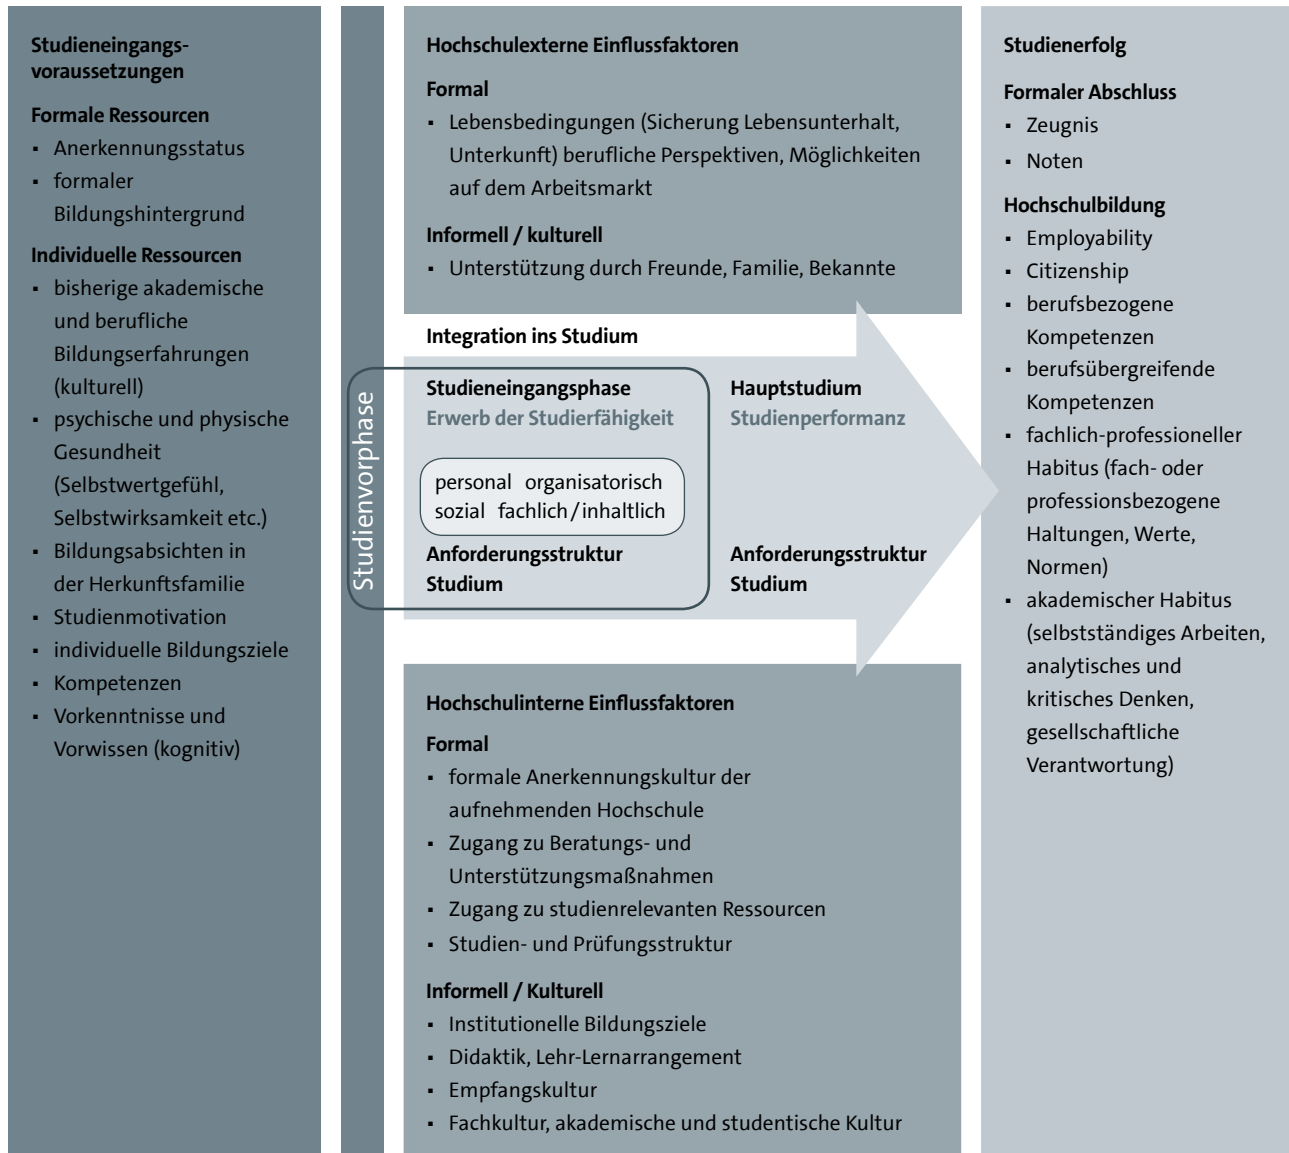 Studieneingangs-
voraussetzungen
Formale Ressourcen
▪ Anerkennungsstatus
▪ formaler
Bildungshintergrund
Individuelle Ressourcen
▪ bisherige akademische
und berufliche
Bildungserfahrungen
(kulturell)
▪ psychische und physische
Gesundheit
(Selbstwertgefühl,
Selbstwirksamkeit etc.)
▪ Bildungsabsichten in
der Herkunftsfamilie
▪ Studienmotivation
▪ individuelle Bildungsziele
▪ Kompetenzen
▪ Vorkenntnisse und
Vorwissen (kognitiv)
Studienvorphase
Hochschulexterne Einflussfaktoren
Formal
▪ Lebensbedingungen (Sicherung Lebensunterhalt,
Unterkunft) berufliche Perspektiven, Möglichkeiten
auf dem Arbeitsmarkt
Informell / kulturell
▪ Unterstützung durch Freunde, Familie, Bekannte
Integration ins Studium
Studieneingangsphase
Erwerb der Studierfähigkeit
personal organisatorisch
sozial fachlich / inhaltlich
Anforderungsstruktur
Studium
Hauptstudium
Studienperformanz
Anforderungsstruktur
Studium
Hochschulinterne Einflussfaktoren
Formal
▪ formale Anerkennungskultur der
aufnehmenden Hochschule
▪ Zugang zu Beratungs- und
Unterstützungsmaßnahmen
▪ Zugang zu studienrelevanten Ressourcen
▪ Studien- und Prüfungsstruktur
Informell / Kulturell
▪ Institutionelle Bildungsziele
▪ Didaktik, Lehr-Lernarrangement
▪ Empfangskultur
▪ Fachkultur, akademische und studentische Kultur
Studienerfolg
Formaler Abschluss
▪ Zeugnis
▪ Noten
Hochschulbildung
▪ Employability
▪ Citizenship
▪ berufsbezogene
Kompetenzen
▪ berufsübergreifende
Kompetenzen
▪ fachlich-professioneller
Habitus (fach- oder
professionsbezogene
Haltungen, Werte,
Normen)
▪ akademischer Habitus
(selbstständiges Arbeiten,
analytisches und
kritisches Denken,
gesellschaftliche
Verantwortung)